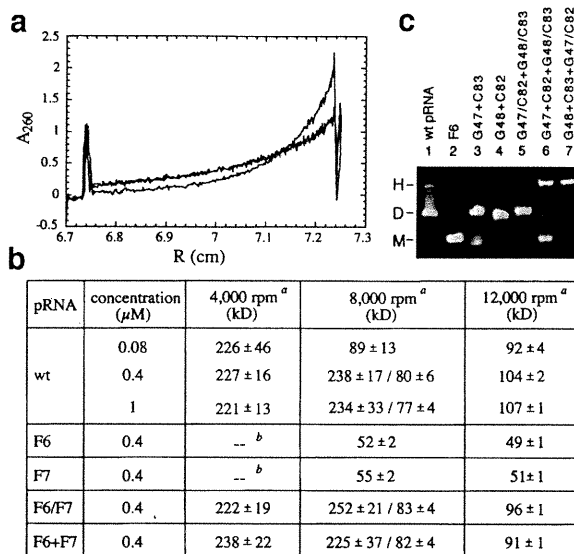 a
2.5
2
1.5
1
0.5
0
-0.5
A260
6.7 6.8 6.9 7 7.1 7.2 7.3
R (cm)
c
wt pRNA
F6
G47+C83
G48+C82
G47/C82+G48/C83
G47+C82+G48/C83
G48+C83+G47/C82
1 2 3 4 5 6 7
H-
D-
M-
b
pRNA concentration (µM) 4,000 rpm a (kD) 8,000 rpm a (kD) 12,000 rpm a (kD)
wt 0.08 226 ± 46 89 ± 13 92 ± 4
0.4 227 ± 16 238 ± 17 / 80 ± 6 104 ± 2
1 221 ± 13 234 ± 33 / 77 ± 4 107 ± 1
F6 0.4 -- b 52 ± 2 49 ± 1
F7 0.4 -- b 55 ± 2 51 ± 1
F6/F7 0.4 222 ± 19 252 ± 21 / 83 ± 4 96 ± 1
F6+F7 0.4 238 ± 22 225 ± 37 / 82 ± 4 91 ± 1